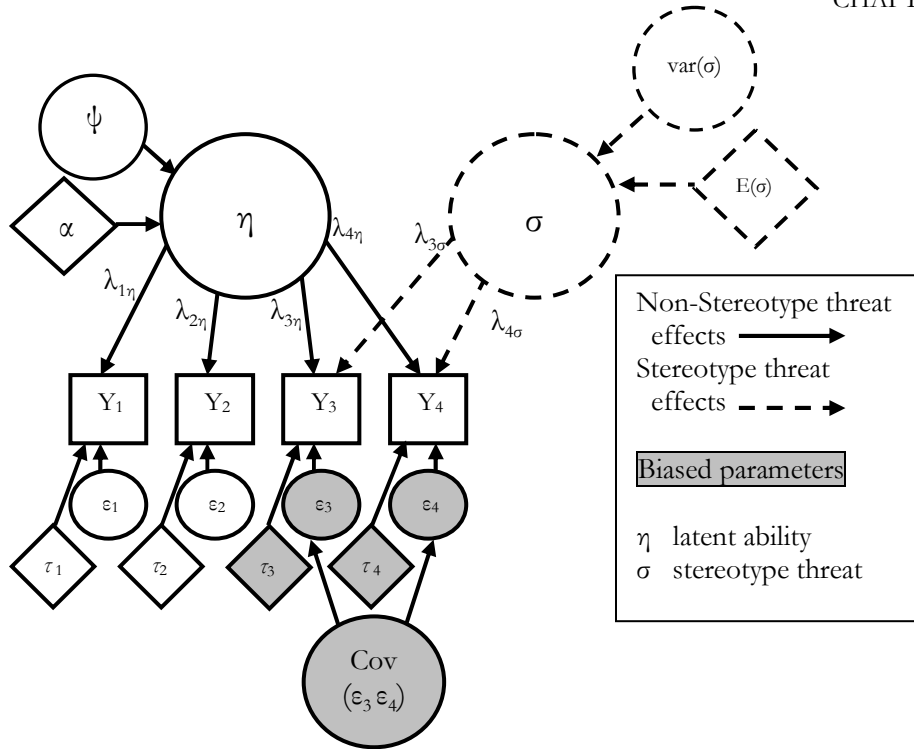 var(σ)
ψ
E(σ)
α
η
σ
λ4η
λ3σ
λ1η
λ2η
λ3η
λ4σ
Y1
Y2
Y3
Y4
ε1
ε2
ε3
ε4
τ1
τ2
τ3
τ4
Cov
(ε3 ε4)
Non-Stereotype threat
effects
Stereotype threat
effects
Biased parameters
η latent ability
σ stereotype threat